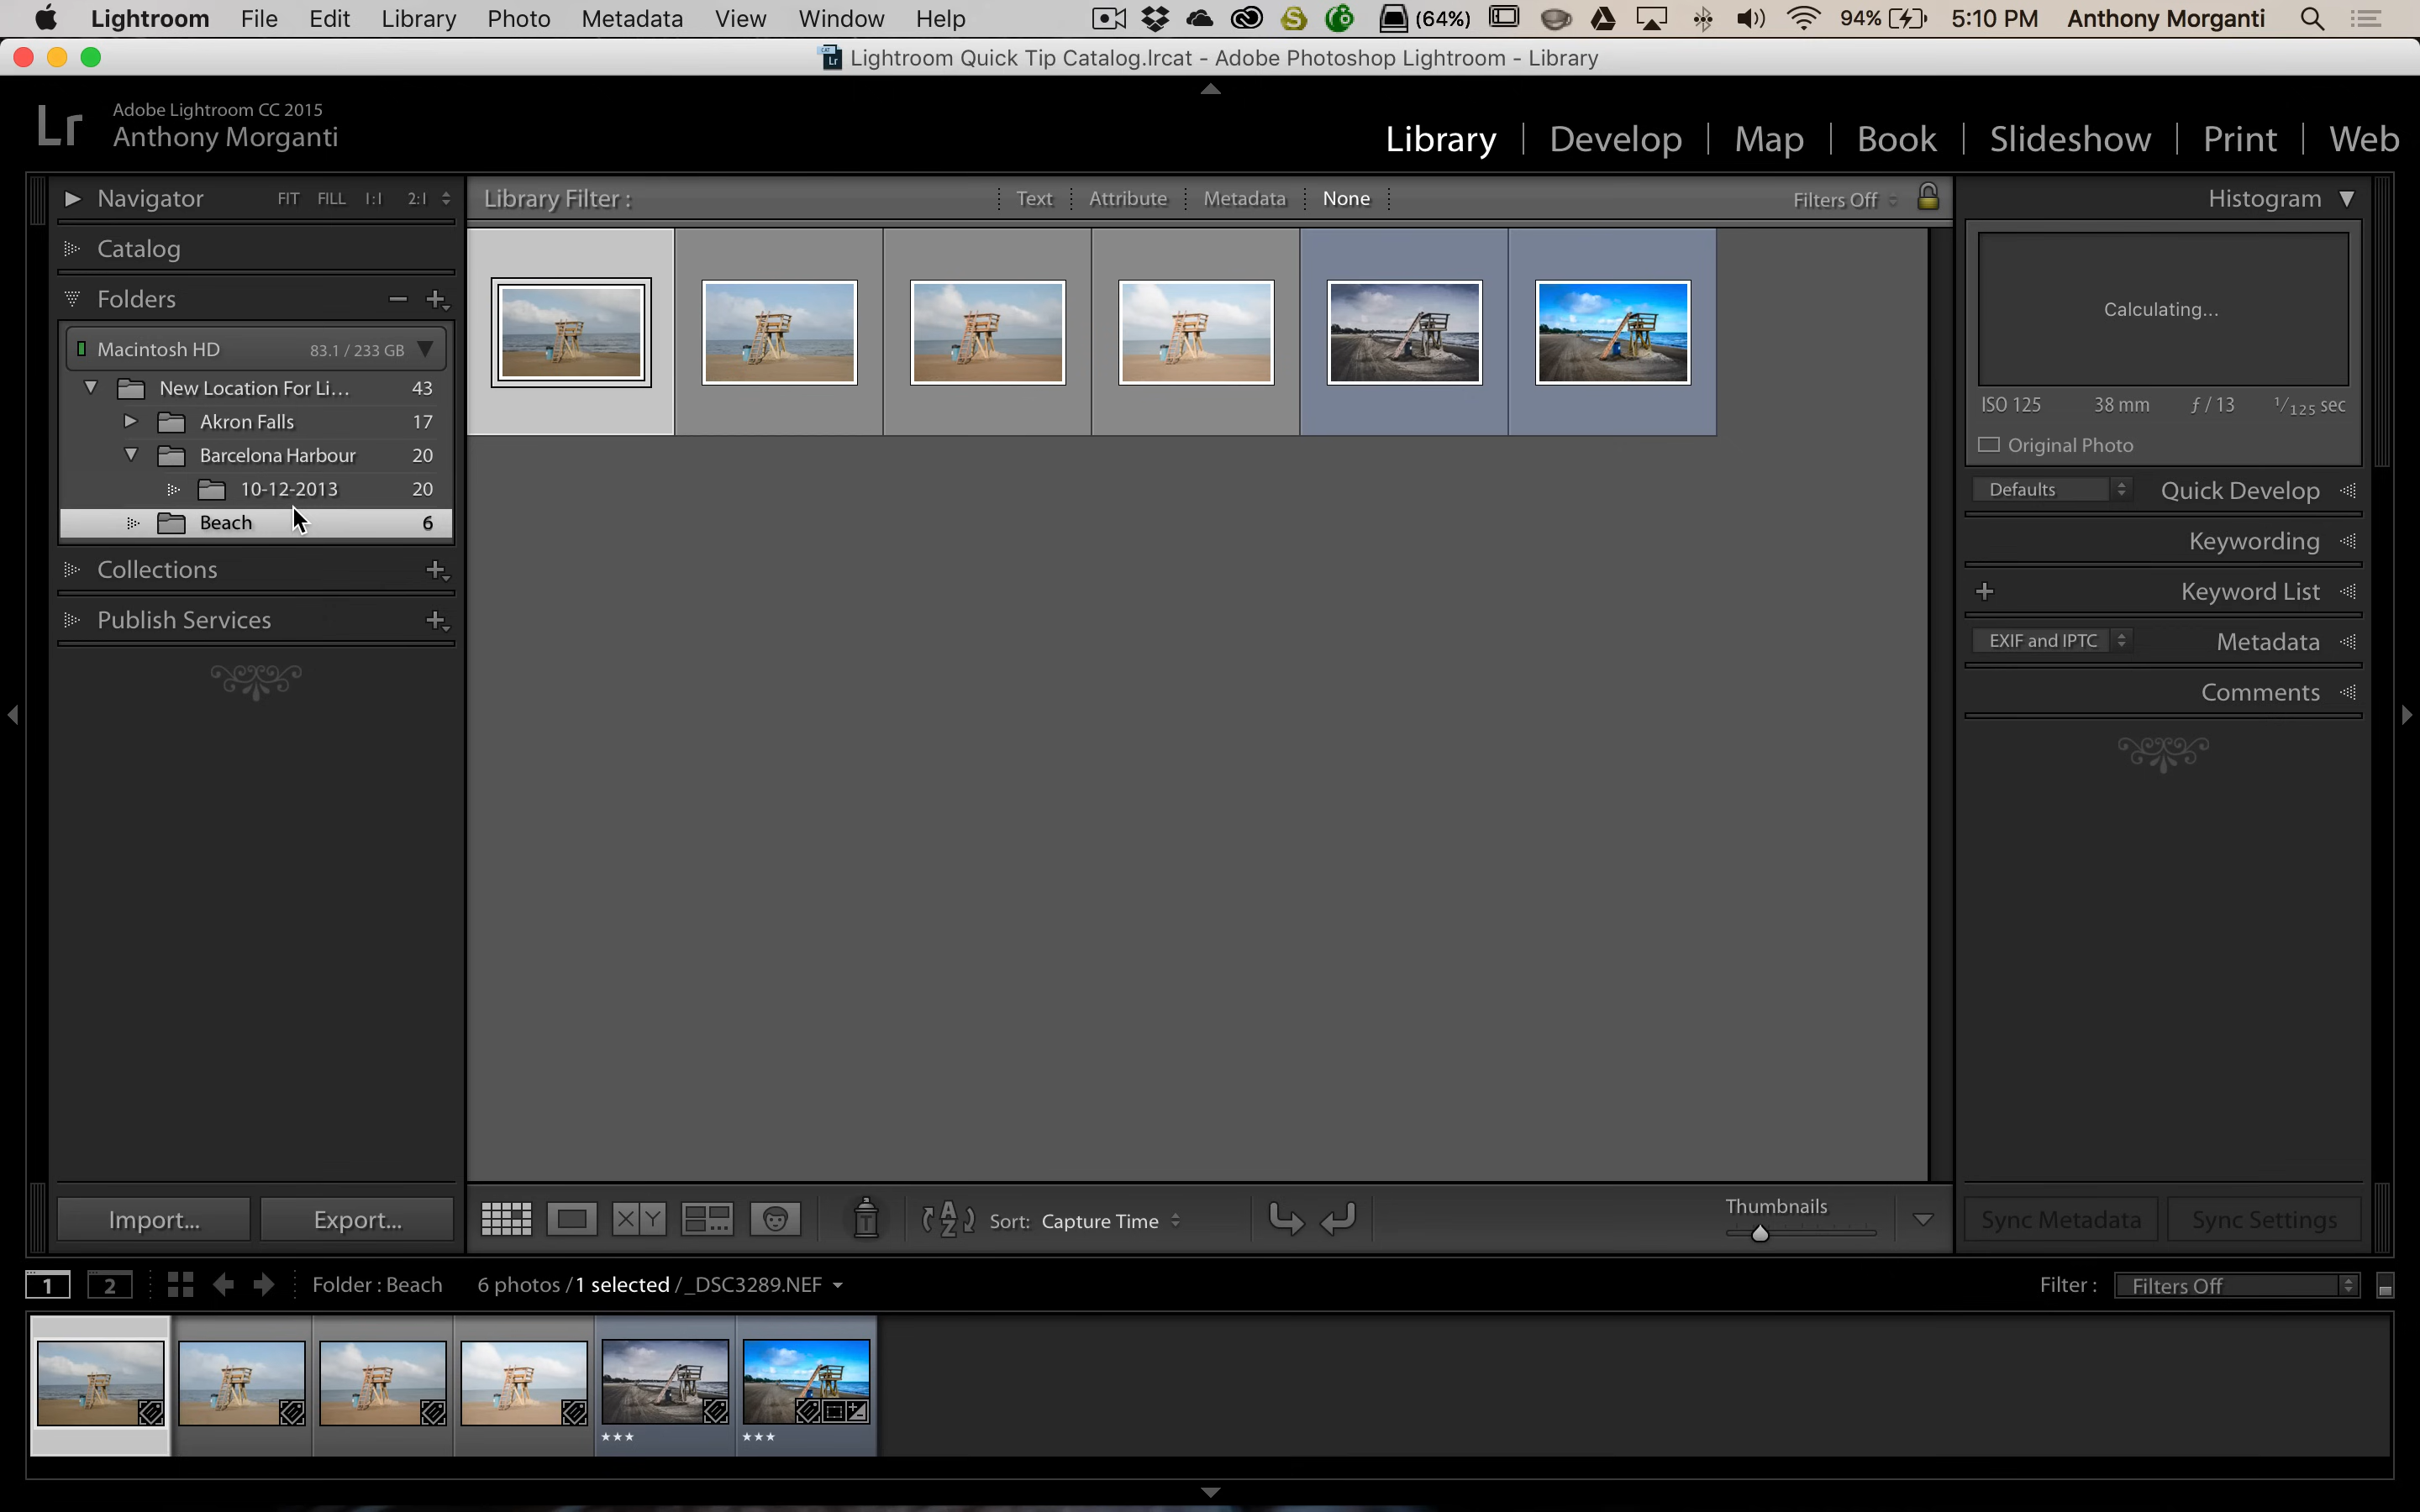 Lightroom File Edit Library Photo Metadata View Window Help (64%) 94% 5:10 PM Anthony Morganti
Lightroom Quick Tip Catalog.lrcat - Adobe Photoshop Lightroom - Library
Lr Adobe Lightroom CC 2015
Anthony Morganti
Library | Develop | Map | Book | Slideshow | Print | Web
Navigator FIT FILL 1:1 2:1
Library Filter : Text Attribute Metadata None Filters Off
Histogram
Catalog
Folders
Calculating...
Macintosh HD 83.1 / 233 GB
New Location For Li... 43
ISO 125 38 mm ƒ / 13 1/125 sec
Akron Falls 17
Original Photo
Barcelona Harbour 20
10-12-2013 20
Defaults Quick Develop
Beach 6
Keywording
Collections
Keyword List
Publish Services
EXIF and IPTC Metadata
Comments
Import... Export...
X Y
T
A
Z
Sort: Capture Time
Thumbnails
Sync Metadata Sync Settings
1 2 Folder : Beach 6 photos / 1 selected / _DSC3289.NEF
Filter : Filters Off